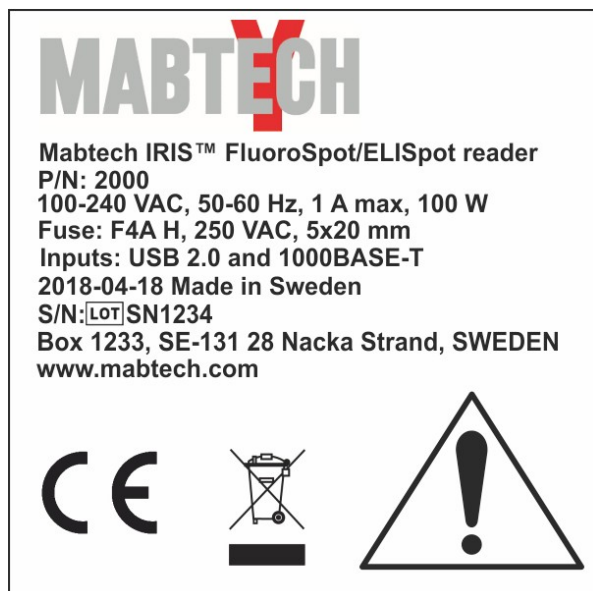 MABTECH
Mabtech IRIS™ FluoroSpot/ELISpot reader
P/N: 2000
100-240 VAC, 50-60 Hz, 1 A max, 100 W
Fuse: F4A H, 250 VAC, 5x20 mm
Inputs: USB 2.0 and 1000BASE-T
2018-04-18 Made in Sweden
S/N: LOT SN1234
Box 1233, SE-131 28 Nacka Strand, SWEDEN
www.mabtech.com
CE